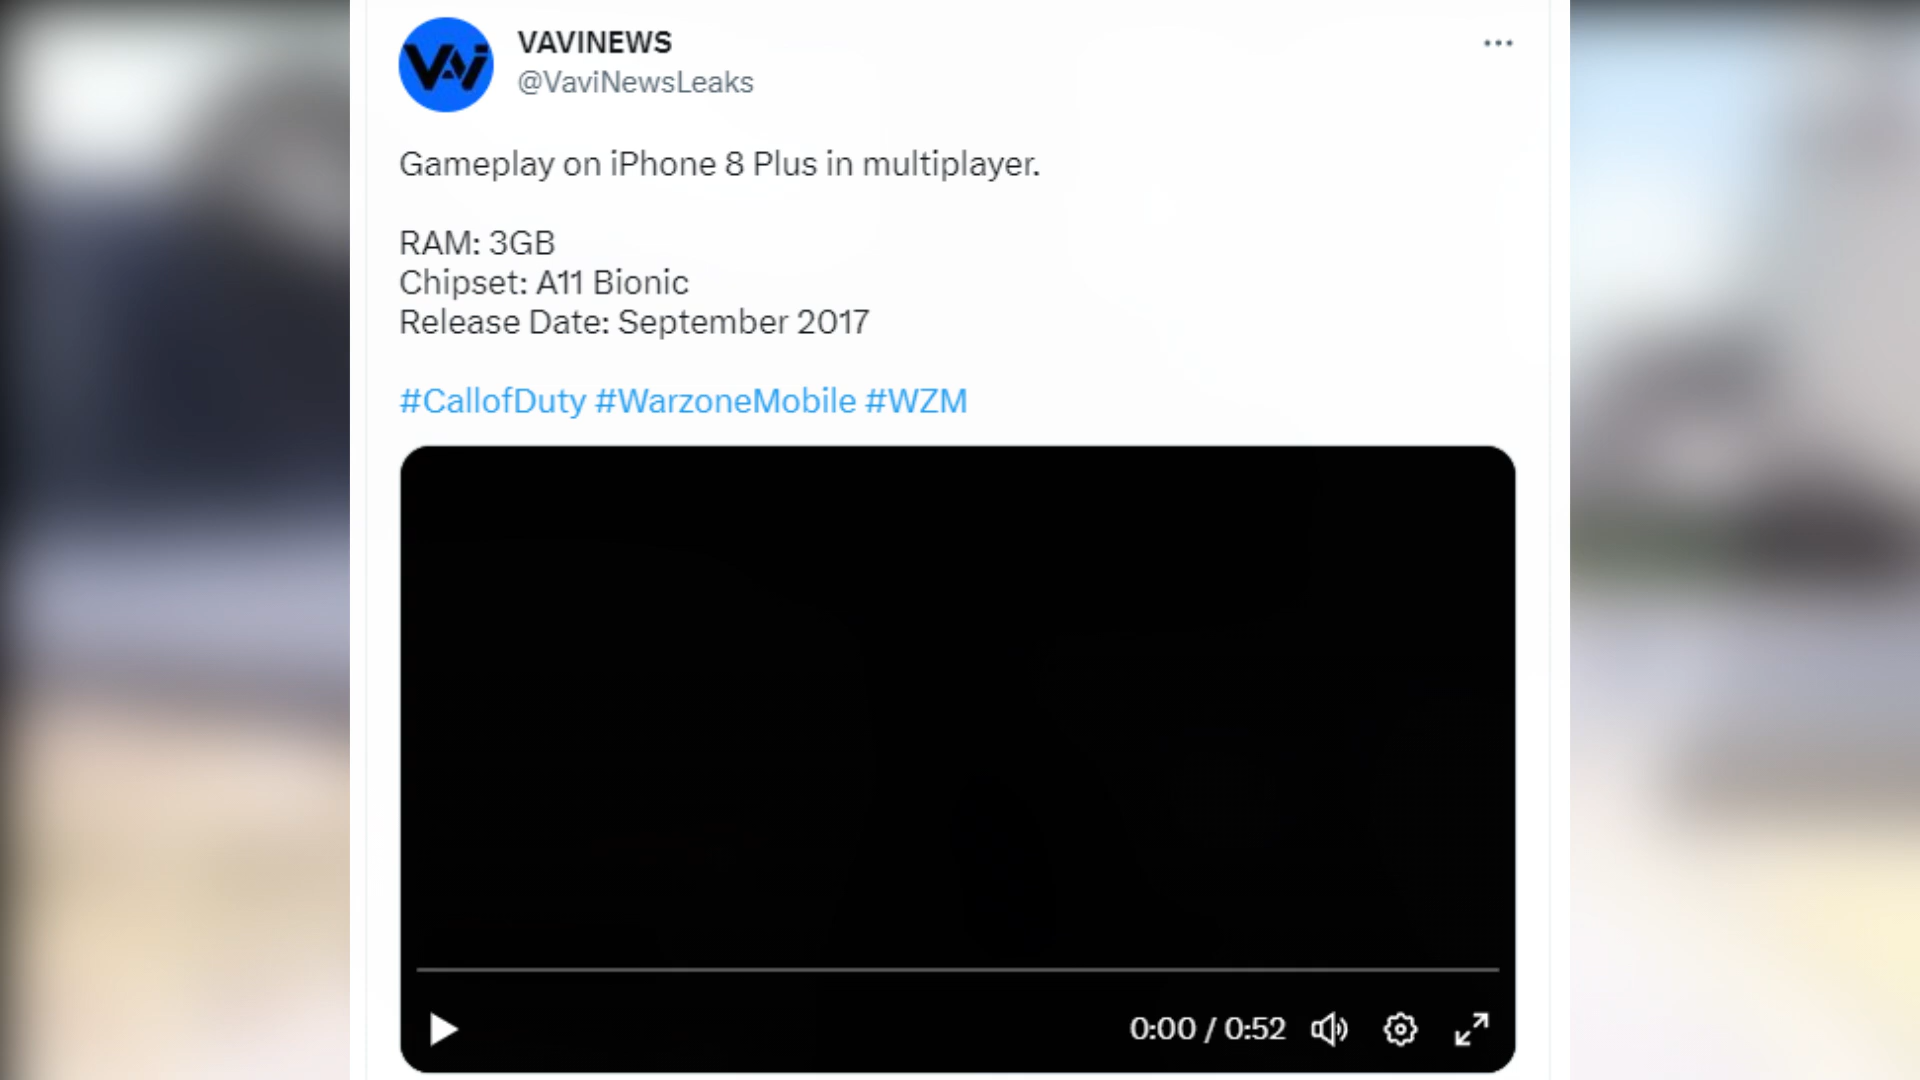 VAVI
VAVINEWS
@VaviNewsLeaks
Gameplay on iPhone 8 Plus in multiplayer.
RAM: 3GB
Chipset: A11 Bionic
Release Date: September 2017
#CallofDuty #WarzoneMobile #WZM
0:00 / 0:52